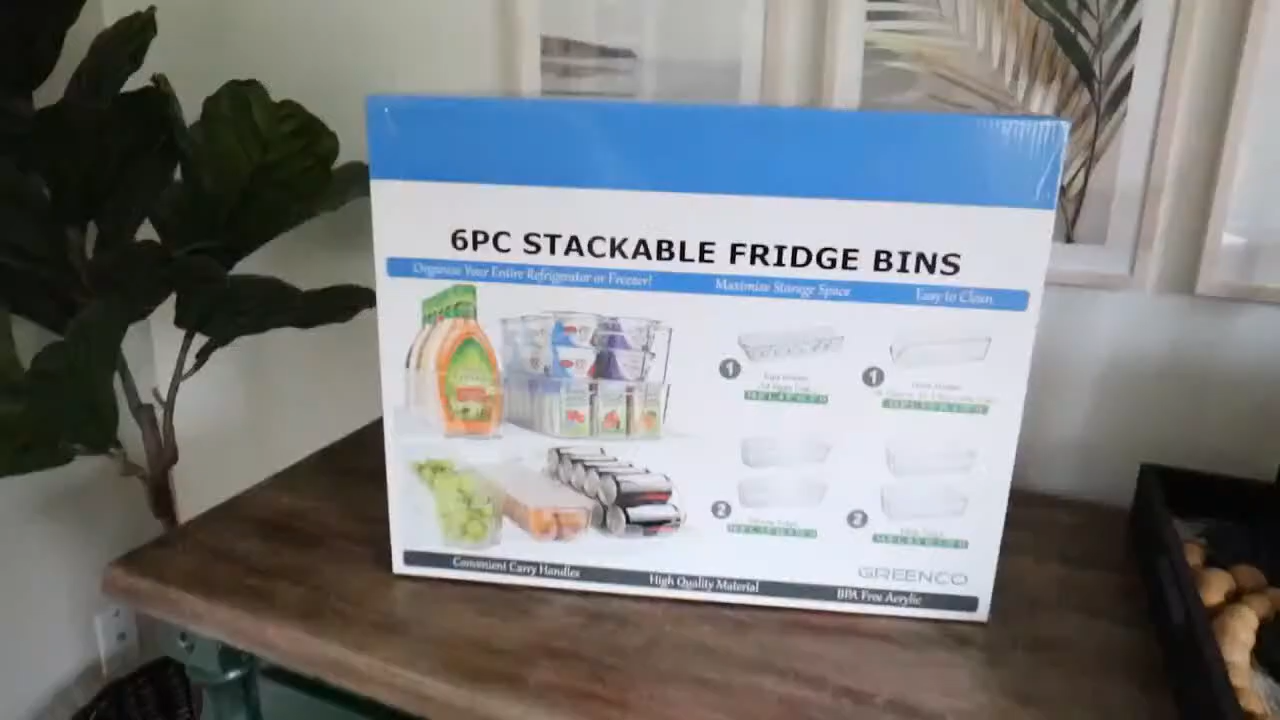 6PC STACKABLE FRIDGE BINS
Organize Your Entire Refrigerator or Freezer! Maximize Storage Space Easy to Clean
1 1
2 2
GREENCO
Convenient Carry Handles High Quality Material BPA Free Acrylic